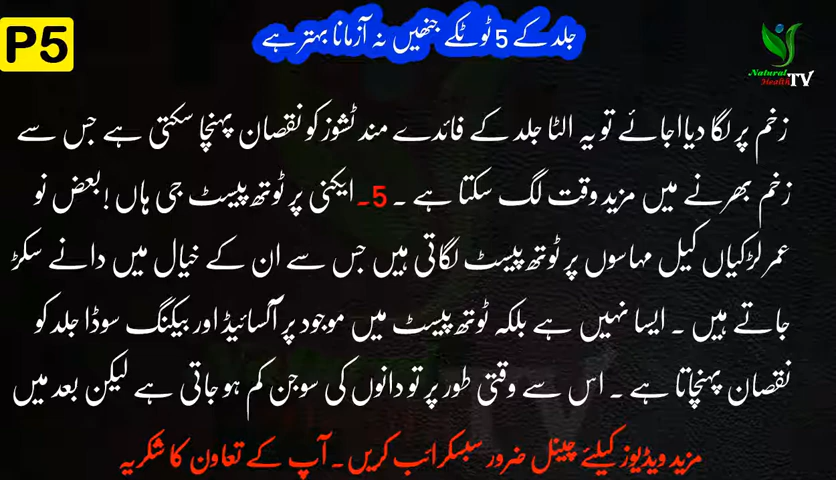 P5
جلد کے 5 ٹوٹکے جنھیں نہ آزمانا بہتر ہے
Natural
Health TV
زخم پر لگا دیااجائے تو یہ الٹا جلد کے فائدے مند ٹشوز کو نقصان پہنچا سکتی ہے جس سے
زخم بھرنے میں مزید وقت لگ سکتا ہے ۔ 5۔ ایکنی پر ٹوتھ پیسٹ جی ہاں !بعض نو
عمر لڑکیاں کیل مہاسوں پر ٹوتھ پیسٹ لگاتی ہیں جس سے ان کے خیال میں دانے سکڑ
جاتے ہیں ۔ ایسا نہیں ہے بلکہ ٹوتھ پیسٹ میں موجود پر آکسائیڈ اور بیکنگ سوڈا جلد کو
نقصان پہنچاتا ہے ۔ اس سے وقتی طور پر تو دانوں کی سوجن کم ہو جاتی ہے لیکن بعد میں
مزید ویڈیوز کیلئے چینل ضرور سبسکرائب کریں ۔ آپ کے تعاون کا شکریہ